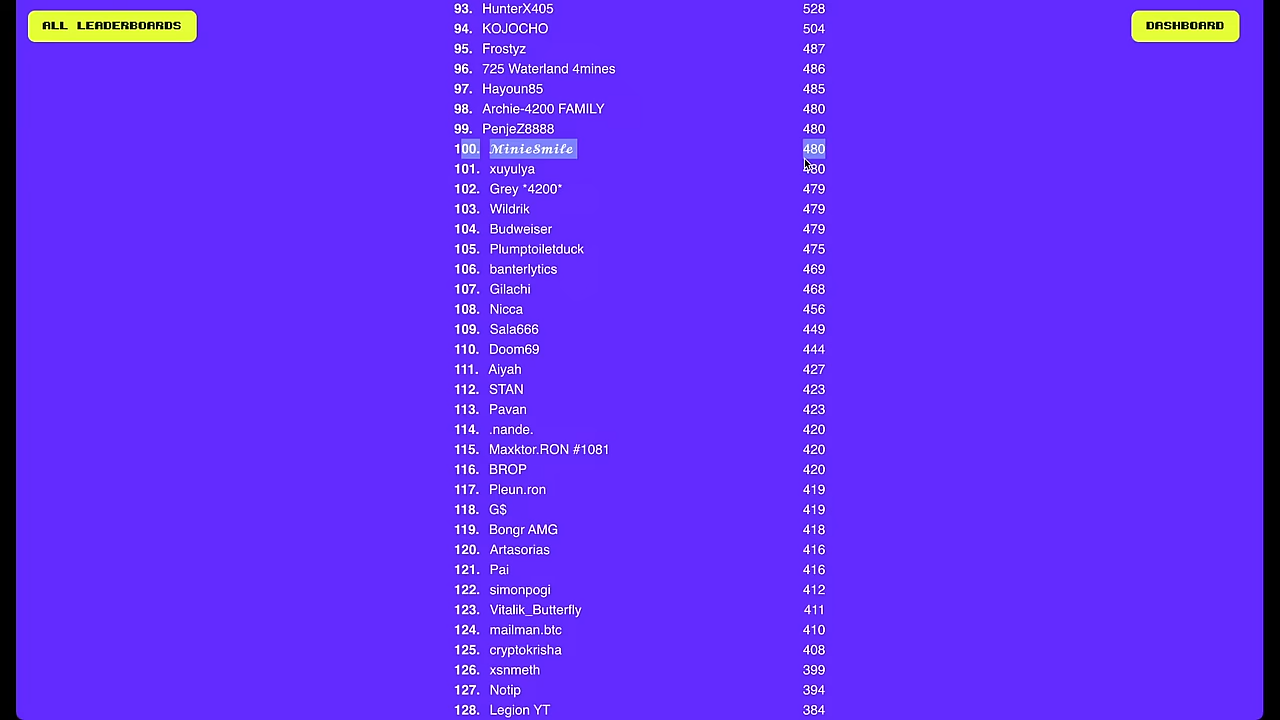 ALL LEADERBOARDS
DASHBOARD
93. HunterX405 528
94. KOJOCHO 504
95. Frostyz 487
96. 725 Waterland 4mines 486
97. Hayoun85 485
98. Archie-4200 FAMILY 480
99. PenjeZ8888 480
100. 𝓜𝓲𝓷𝓲𝓮𝓢𝓶𝓲𝓵𝓮 480
101. xuyulya 480
102. Grey *4200* 479
103. Wildrik 479
104. Budweiser 479
105. Plumptoiletduck 475
106. banterlytics 469
107. Gilachi 468
108. Nicca 456
109. Sala666 449
110. Doom69 444
111. Aiyah 427
112. STAN 423
113. Pavan 423
114. .nande. 420
115. Maxktor.RON #1081 420
116. BROP 420
117. Pleun.ron 419
118. G$ 419
119. Bongr AMG 418
120. Artasorias 416
121. Pai 416
122. simonpogi 412
123. Vitalik_Butterfly 411
124. mailman.btc 410
125. cryptokrisha 408
126. xsnmeth 399
127. Notip 394
128. Legion YT 384